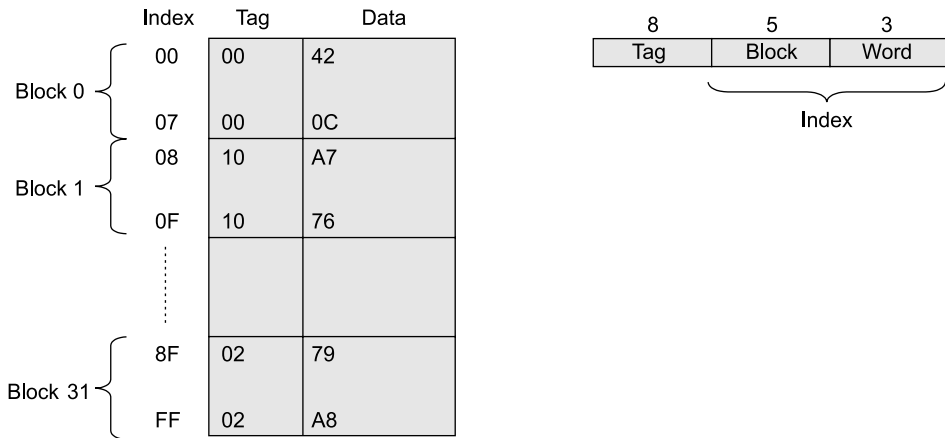 Index Tag Data
Block 0
00 00 42
07 00 0C
Block 1
08 10 A7
0F 10 76
Block 31
8F 02 79
FF 02 A8
8 5 3
Tag Block Word
Index